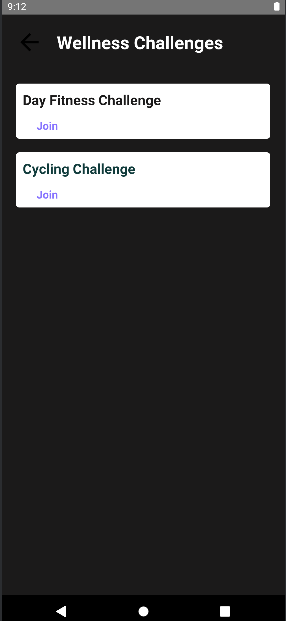 9:12
Wellness Challenges
Day Fitness Challenge
Join
Cycling Challenge
Join